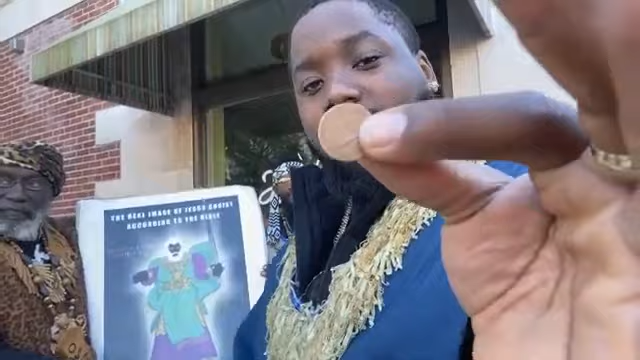 THE REAL IMAGE OF JESUS CHRIST
ACCORDING TO THE BIBLE